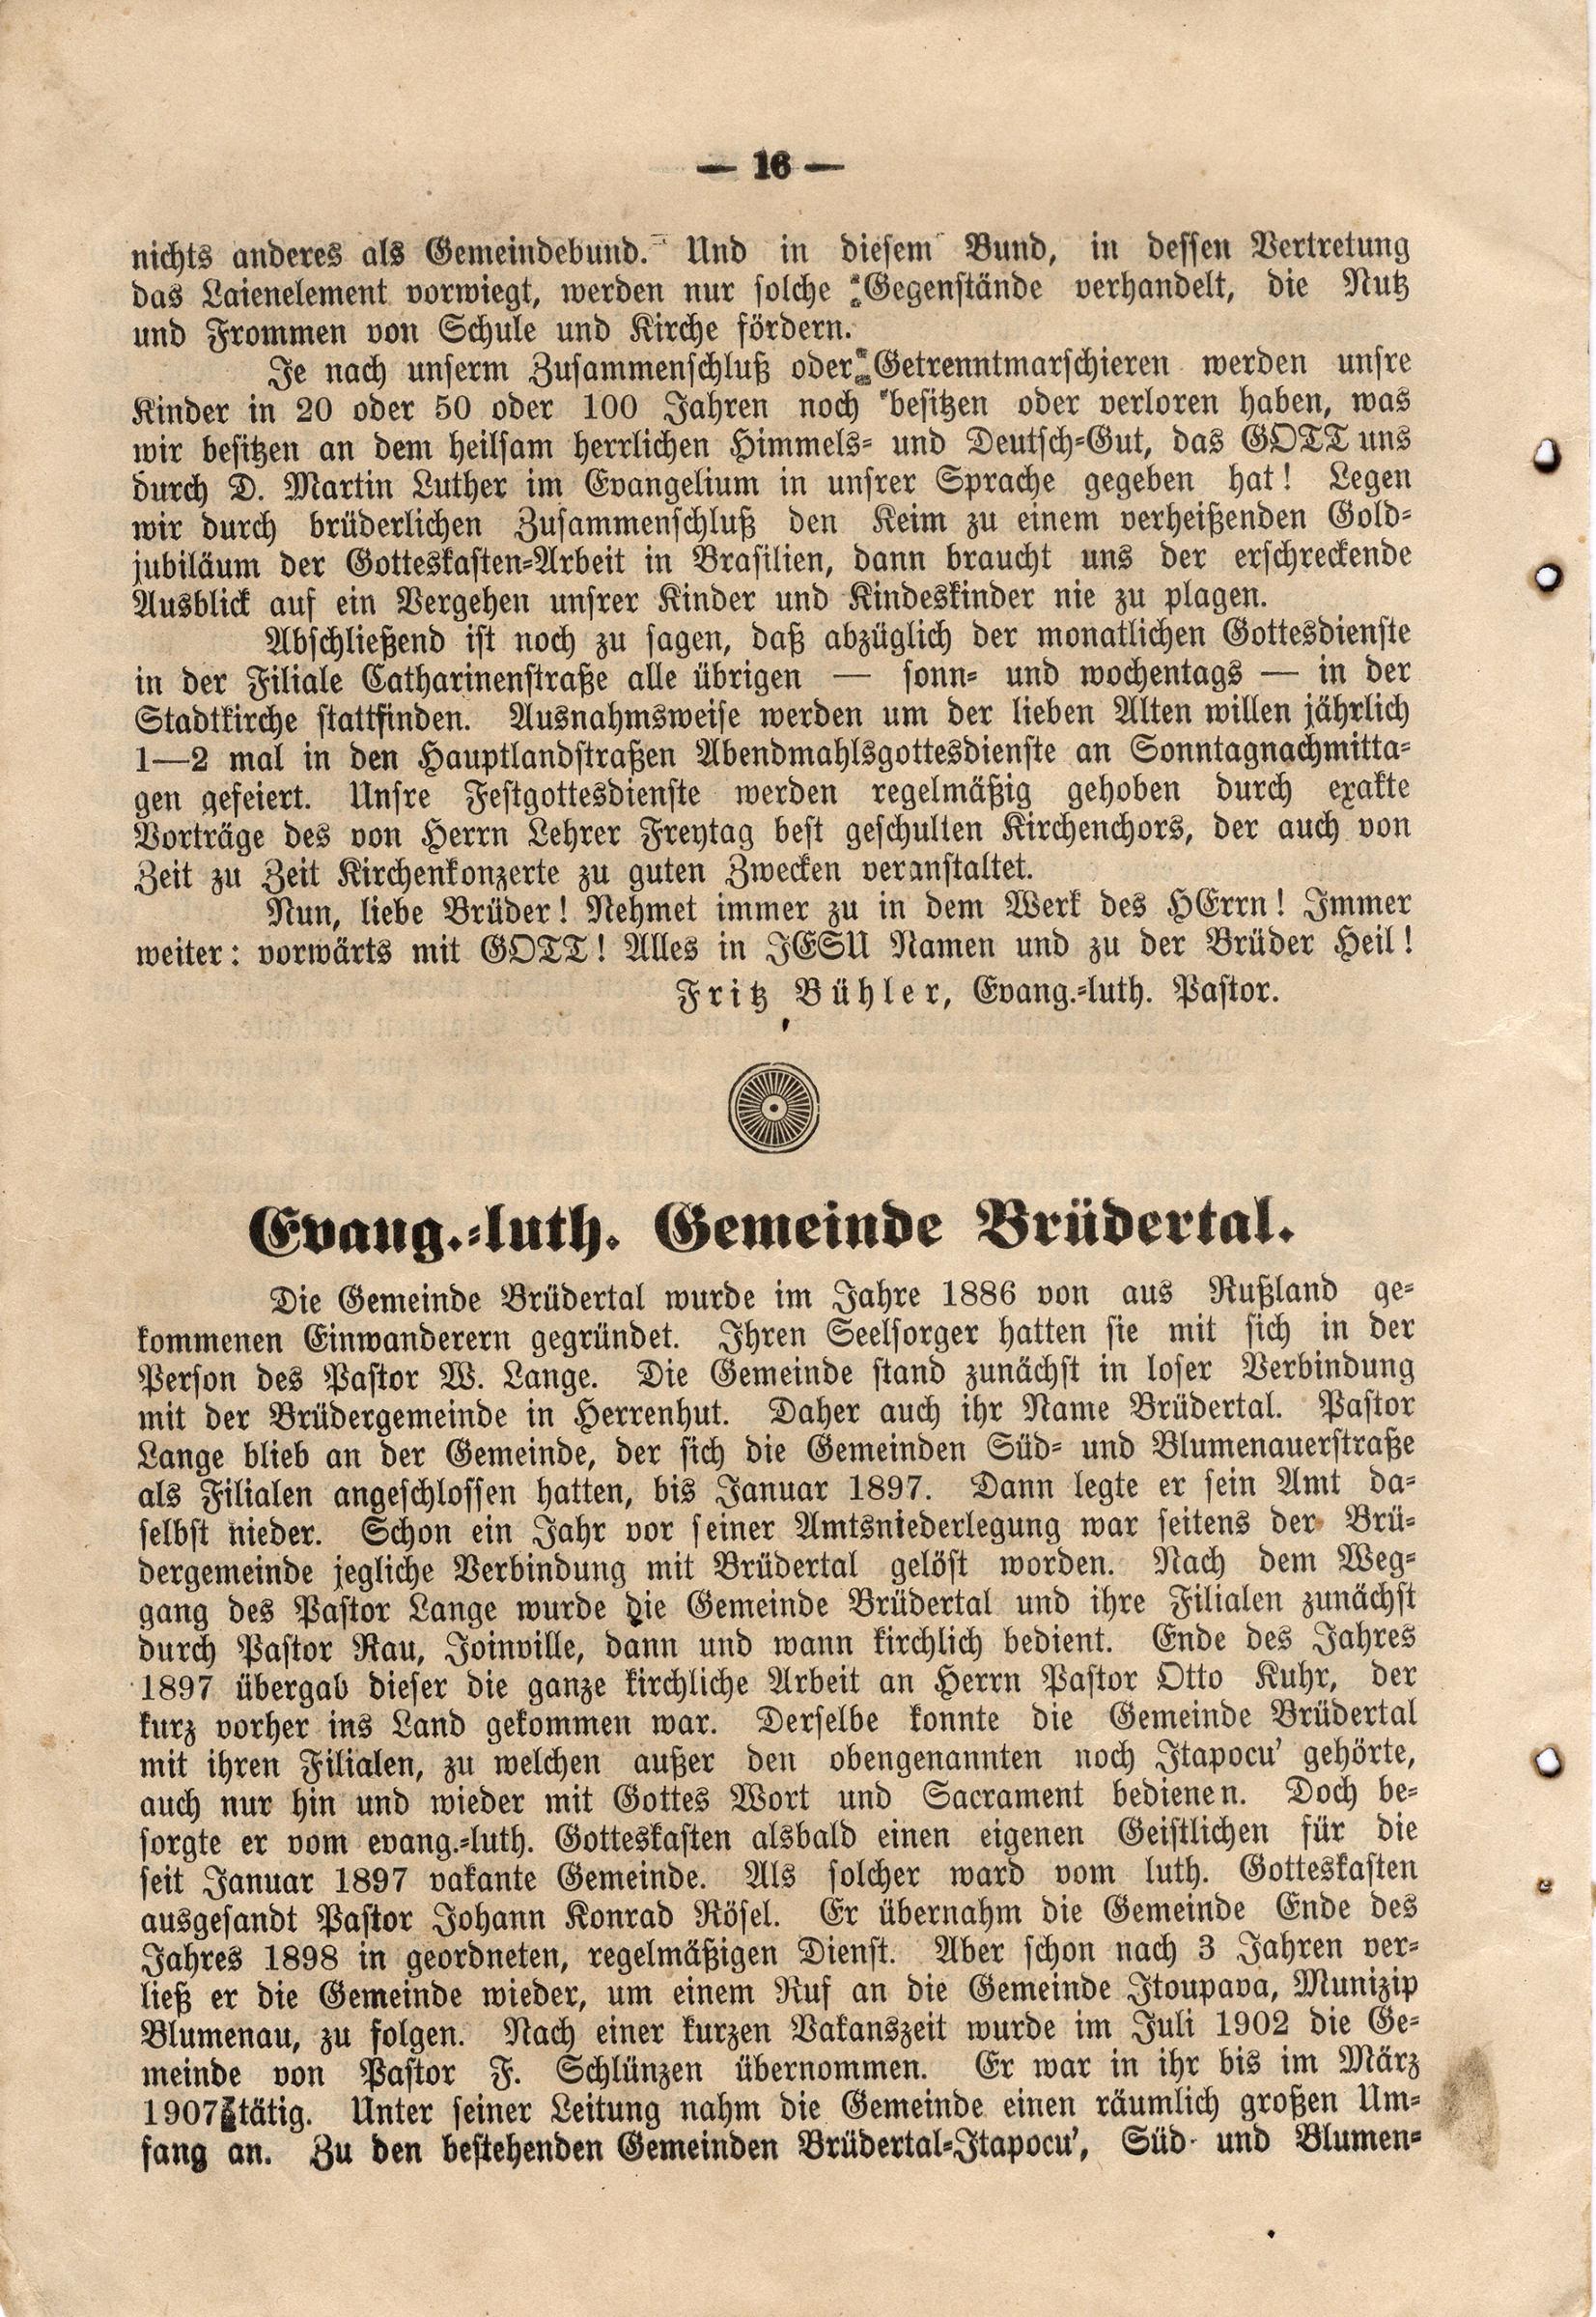 — 16 —
nichts anderes als Gemeindebund. Und in diesem Bund, in dessen Vertretung
das Laienelement vorwiegt, werden nur solche Gegenstände verhandelt, die Nutz
und Frommen von Schule und Kirche fördern.
Je nach unserm Zusammenschluß oder Getrenntmarschieren werden unsre
Kinder in 20 oder 50 oder 100 Jahren noch besitzen oder verloren haben, was
wir besitzen an dem heilsam herrlichen Himmels- und Deutsch-Gut, das GOTT uns
durch D. Martin Luther im Evangelium in unsrer Sprache gegeben hat! Legen
wir durch brüderlichen Zusammenschluß den Keim zu einem verheißenden Gold-
jubiläum der Gotteskasten-Arbeit in Brasilien, dann braucht uns der erschreckende
Ausblick auf ein Vergehen unsrer Kinder und Kindeskinder nie zu plagen.
Abschließend ist noch zu sagen, daß abzüglich der monatlichen Gottesdienste
in der Filiale Catharinenstraße alle übrigen — sonn- und wochentags — in der
Stadtkirche stattfinden. Ausnahmsweise werden um der lieben Alten willen jährlich
1—2 mal in den Hauptlandstraßen Abendmahlsgottesdienste an Sonntagnachmitta-
gen gefeiert. Unsre Festgottesdienste werden regelmäßig gehoben durch exakte
Vorträge des von Herrn Lehrer Freytag best geschulten Kirchenchors, der auch von
Zeit zu Zeit Kirchenkonzerte zu guten Zwecken veranstaltet.
Nun, liebe Brüder! Nehmet immer zu in dem Werk des HErrn! Immer
weiter: vorwärts mit GOTT! Alles in JESU Namen und zu der Brüder Heil!
Fritz Bühler, Evang.-luth. Pastor.
Evang.-luth. Gemeinde Brüdertal.
Die Gemeinde Brüdertal wurde im Jahre 1886 von aus Rußland ge-
kommenen Einwanderern gegründet. Ihren Seelsorger hatten sie mit sich in der
Person des Pastor W. Lange. Die Gemeinde stand zunächst in loser Verbindung
mit der Brüdergemeinde in Herrenhut. Daher auch ihr Name Brüdertal. Pastor
Lange blieb an der Gemeinde, der sich die Gemeinden Süd- und Blumenauerstraße
als Filialen angeschlossen hatten, bis Januar 1897. Dann legte er sein Amt da-
selbst nieder. Schon ein Jahr vor seiner Amtsniederlegung war seitens der Brü-
dergemeinde jegliche Verbindung mit Brüdertal gelöst worden. Nach dem Weg-
gang des Pastor Lange wurde die Gemeinde Brüdertal und ihre Filialen zunächst
durch Pastor Rau, Joinville, dann und wann kirchlich bedient. Ende des Jahres
1897 übergab dieser die ganze kirchliche Arbeit an Herrn Pastor Otto Kuhr, der
kurz vorher ins Land gekommen war. Derselbe konnte die Gemeinde Brüdertal
mit ihren Filialen, zu welchen außer den obengenannten noch Itapocu' gehörte,
auch nur hin und wieder mit Gottes Wort und Sacrament bedienen. Doch be-
sorgte er vom evang.-luth. Gotteskasten alsbald einen eigenen Geistlichen für die
seit Januar 1897 vakante Gemeinde. Als solcher ward vom luth. Gotteskasten
ausgesandt Pastor Johann Konrad Rösel. Er übernahm die Gemeinde Ende des
Jahres 1898 in geordneten, regelmäßigen Dienst. Aber schon nach 3 Jahren ver-
ließ er die Gemeinde wieder, um einem Ruf an die Gemeinde Itoupava, Munizip
Blumenau, zu folgen. Nach einer kurzen Vakanszeit wurde im Juli 1902 die Ge-
meinde von Pastor F. Schlünzen übernommen. Er war in ihr bis im März
1907 tätig. Unter seiner Leitung nahm die Gemeinde einen räumlich großen Um-
fang an. Zu den bestehenden Gemeinden Brüdertal-Itapocu', Süd- und Blumen-